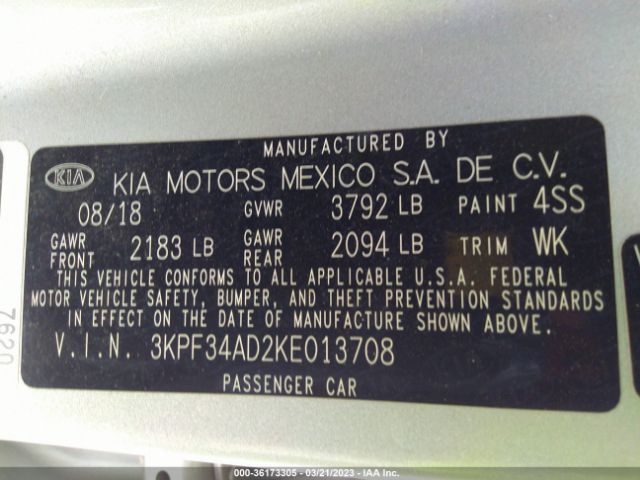 MANUFACTURED BY
KIA KIA MOTORS MEXICO S.A. DE C.V.
08/18 GVWR 3792 LB PAINT 4SS
GAWR FRONT 2183 LB GAWR REAR 2094 LB TRIM WK
THIS VEHICLE CONFORMS TO ALL APPLICABLE U.S.A. FEDERAL
MOTOR VEHICLE SAFETY, BUMPER, AND THEFT PREVENTION STANDARDS
IN EFFECT ON THE DATE OF MANUFACTURE SHOWN ABOVE.
V.I.N. 3KPF34AD2KE013708
PASSENGER CAR
7620
000-36173305 - 03/21/2023 - IAA Inc.